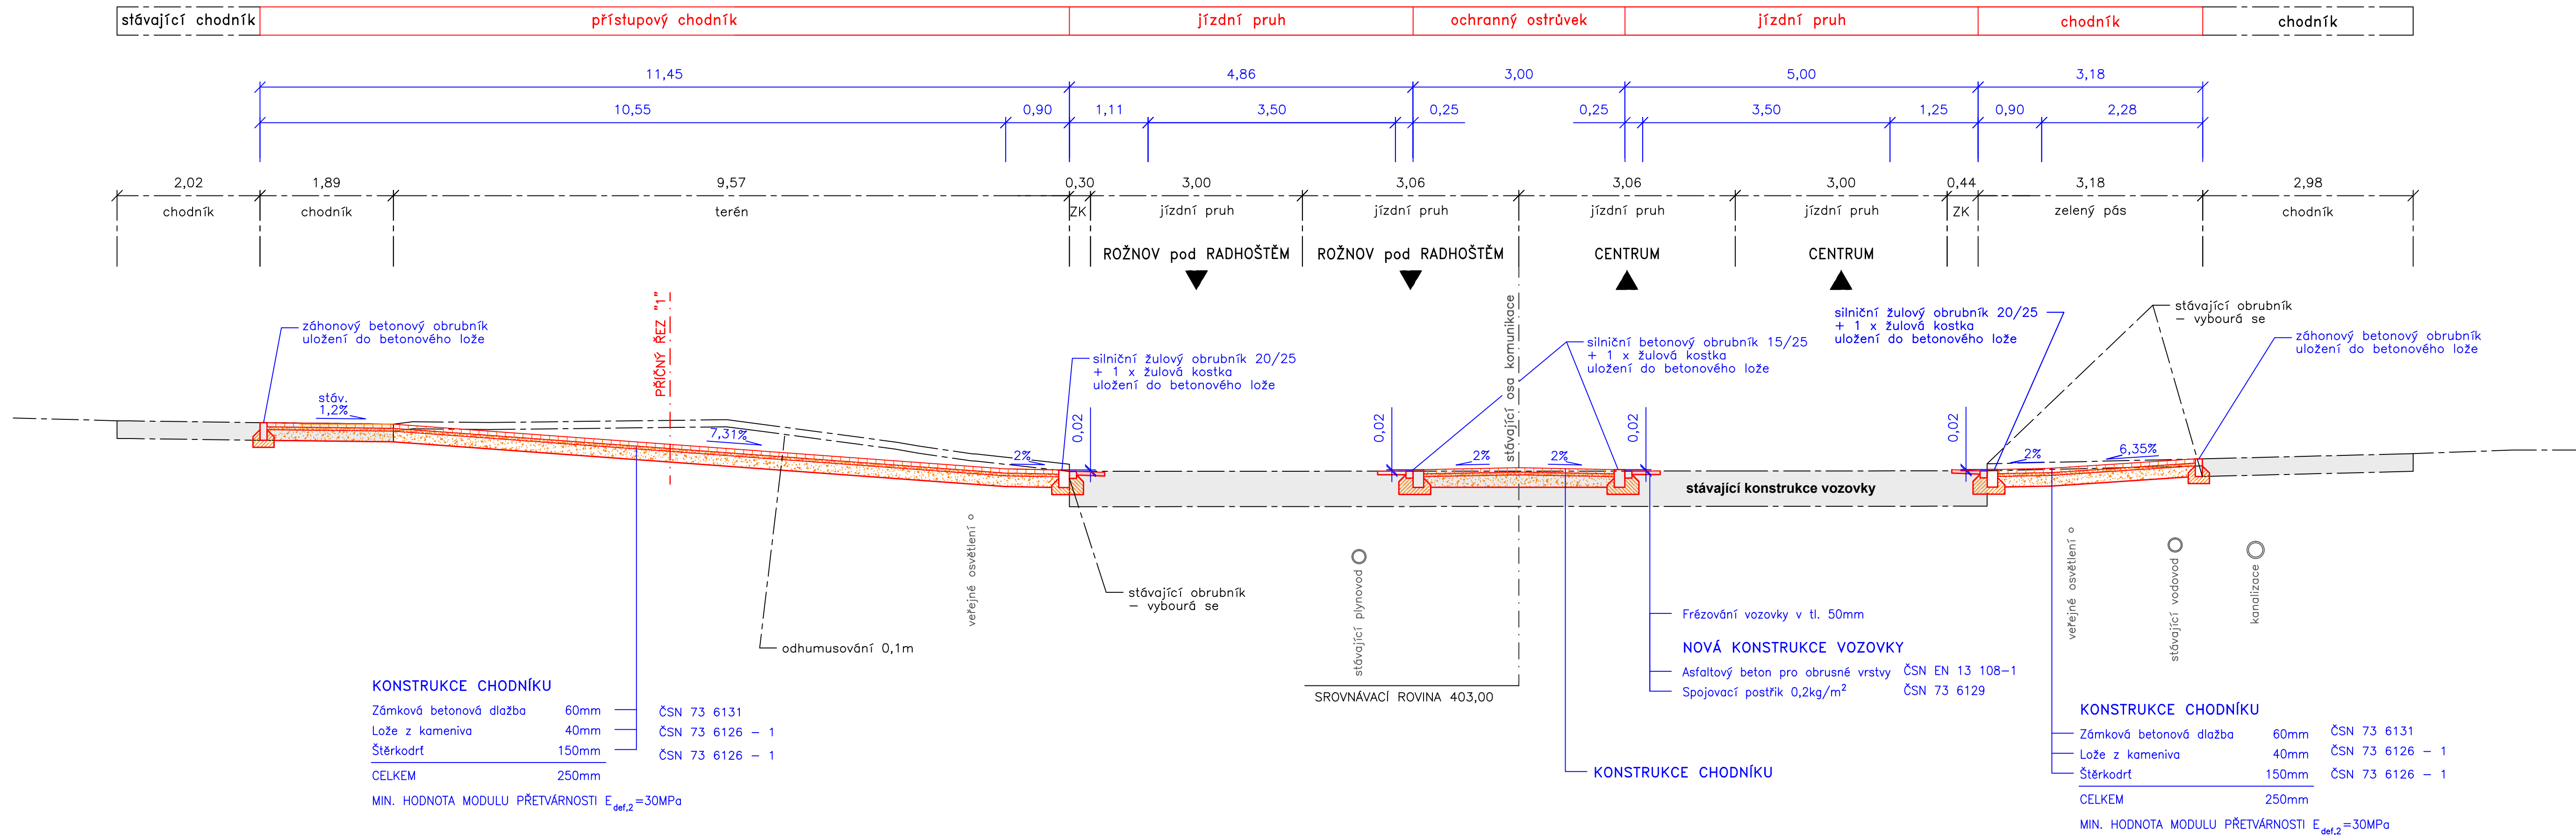 stávající chodník
přístupový chodník
jízdní pruh
ochranný ostrůvek
jízdní pruh
chodník
chodník
11,45
4,86
3,00
5,00
3,18
10,55
0,90
1,11
3,50
0,25
0,25
3,50
1,25
0,90
2,28
2,02
1,89
9,57
0,30
3,00
3,06
3,06
3,00
0,44
3,18
2,98
chodník
chodník
terén
ZK
jízdní pruh
jízdní pruh
jízdní pruh
jízdní pruh
ZK
zelený pás
chodník
ROŽNOV pod RADHOŠTĚM
ROŽNOV pod RADHOŠTĚM
CENTRUM
CENTRUM
záhonový betonový obrubník
uložení do betonového lože
PŘÍČNÝ ŘEZ "1"
silniční žulový obrubník 20/25
+ 1 x žulová kostka
uložení do betonového lože
stávající osa komunikace
silniční betonový obrubník 15/25
+ 1 x žulová kostka
uložení do betonového lože
silniční žulový obrubník 20/25
+ 1 x žulová kostka
uložení do betonového lože
stávající obrubník
– vybourá se
záhonový betonový obrubník
uložení do betonového lože
stáv.
1,2%
7,31%
2%
0,02
0,02
2%
2%
0,02
0,02
2%
6,35%
stávající konstrukce vozovky
veřejné osvětlení
stávající obrubník
– vybourá se
odhumusování 0,1m
stávající plynovod
SROVNÁVACÍ ROVINA 403,00
Frézování vozovky v tl. 50mm
NOVÁ KONSTRUKCE VOZOVKY
Asfaltový beton pro obrusné vrstvy ČSN EN 13 108–1
Spojovací postřik 0,2kg/m² ČSN 73 6129
KONSTRUKCE CHODNÍKU
veřejné osvětlení
stávající vodovod
kanalizace
KONSTRUKCE CHODNÍKU
Zámková betonová dlažba 60mm ČSN 73 6131
Lože z kameniva 40mm ČSN 73 6126 – 1
Štěrkodrť 150mm ČSN 73 6126 – 1
CELKEM 250mm
MIN. HODNOTA MODULU PŘETVÁRNOSTI Edef,2=30MPa
KONSTRUKCE CHODNÍKU
Zámková betonová dlažba 60mm ČSN 73 6131
Lože z kameniva 40mm ČSN 73 6126 – 1
Štěrkodrť 150mm ČSN 73 6126 – 1
CELKEM 250mm
MIN. HODNOTA MODULU PŘETVÁRNOSTI Edef,2=30MPa